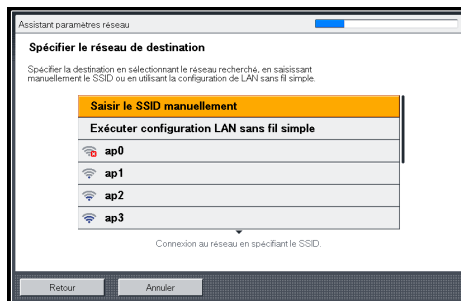 Assistant paramètres réseau
Spécifier le réseau de destination
Spécifier la destination en sélectionnant le réseau recherché, en saisissant
manuellement le SSID ou en utilisant la configuration de LAN sans fil simple.
Saisir le SSID manuellement
Exécuter configuration LAN sans fil simple
ap0
ap1
ap2
ap3
Connexion au réseau en spécifiant le SSID.
Retour
Annuler